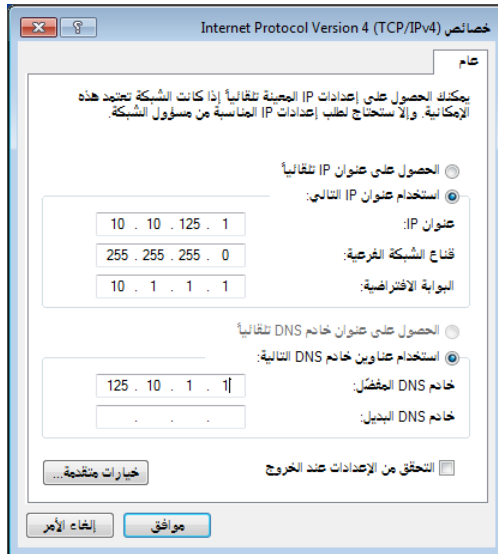 خصائص Internet Protocol Version 4 (TCP/IPv4)
عام
يمكنك الحصول على إعدادات IP المعينة تلقائياً إذا كانت الشبكة تعتمد هذه
الإمكانية. وإلا ستحتاج لطلب إعدادات IP المناسبة من مسؤول الشبكة.
الحصول على عنوان IP تلقائياً
استخدام عنوان IP التالي:
عنوان IP: 10 . 10 . 125 . 1
قناع الشبكة الفرعية: 255 . 255 . 255 . 0
البوابة الافتراضية: 10 . 1 . 1 . 1
الحصول على عنوان خادم DNS تلقائياً
استخدام عناوين خادم DNS التالية:
خادم DNS المفضّل: 125 . 10 . 1 . 1
خادم DNS البديل: . . .
التحقق من الإعدادات عند الخروج
خيارات متقدمة...
موافق
إلغاء الأمر